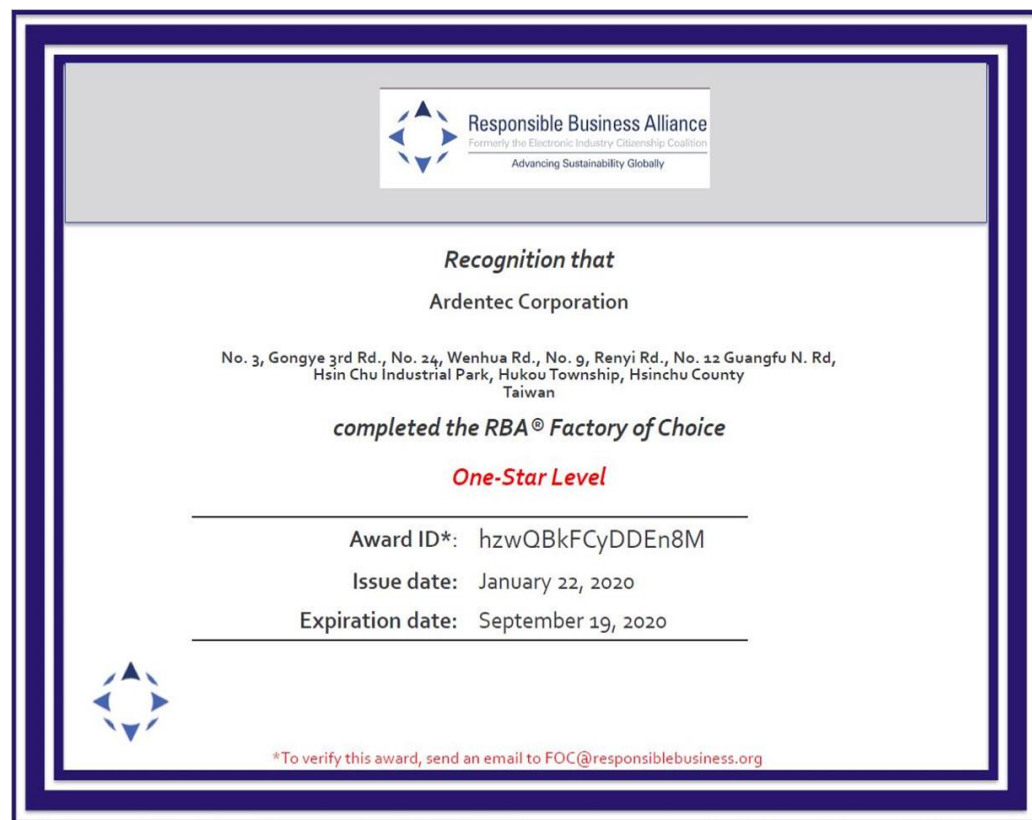 Responsible Business Alliance
Formerly the Electronic Industry Citizenship Coalition
Advancing Sustainability Globally
Recognition that
Ardentec Corporation
No. 3, Gongye 3rd Rd., No. 24, Wenhua Rd., No. 9, Renyi Rd., No. 12 Guangfu N. Rd,
Hsin Chu Industrial Park, Hukou Township, Hsinchu County
Taiwan
completed the RBA® Factory of Choice
One-Star Level
Award ID*: hzwQBkFCyDDEn8M
Issue date: January 22, 2020
Expiration date: September 19, 2020
*To verify this award, send an email to FOC@responsiblebusiness.org